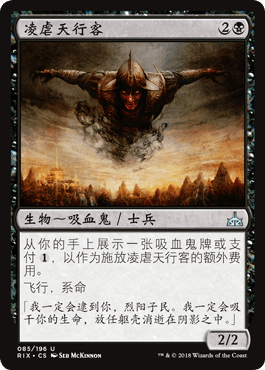 凌虐天行客 2
生物～吸血鬼／士兵
从你的手上展示一张吸血鬼牌或支
付 1，以作为施放凌虐天行客的额外费
用。
飞行，系命
「我一定会逮到你，烈阳子民。我一定会吸
干你的生命，放任躯壳消逝在阴影之中。」
2/2
085/196 U
RIX • CS SEB MCKINNON
™ & © 2018 Wizards of the Coast